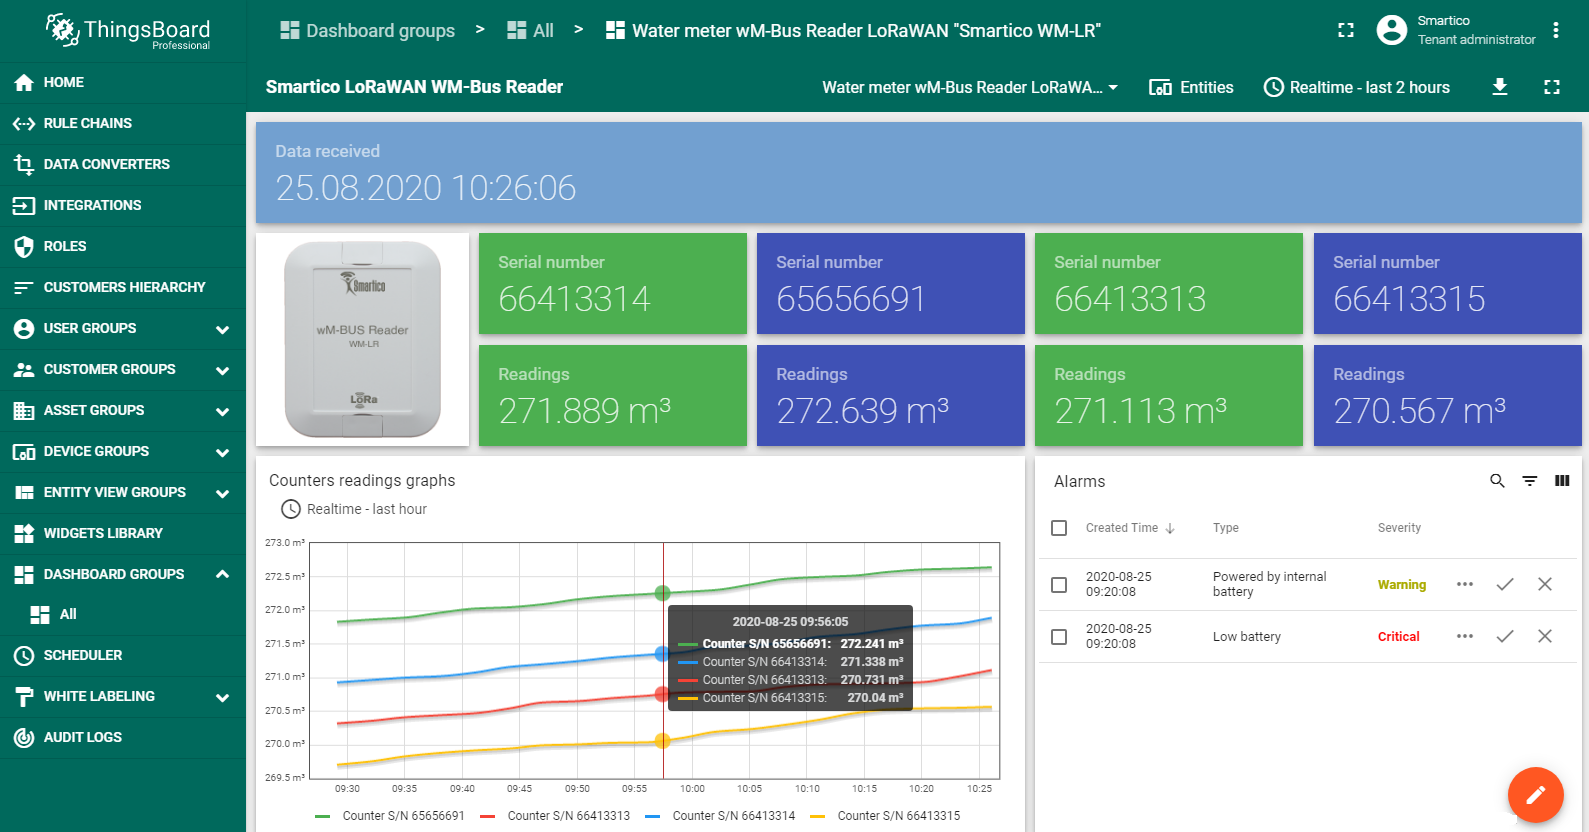 ThingsBoard
Professional
Dashboard groups > All > Water meter wM-Bus Reader LoRaWAN "Smartico WM-LR"
Smartico
Tenant administrator
Smartico LoRaWAN WM-Bus Reader
Water meter wM-Bus Reader LoRaWA...
Entities
Realtime - last 2 hours
HOME
RULE CHAINS
DATA CONVERTERS
INTEGRATIONS
ROLES
CUSTOMERS HIERARCHY
USER GROUPS
CUSTOMER GROUPS
ASSET GROUPS
DEVICE GROUPS
ENTITY VIEW GROUPS
WIDGETS LIBRARY
DASHBOARD GROUPS
All
SCHEDULER
WHITE LABELING
AUDIT LOGS
Data received
25.08.2020 10:26:06
Smartico
wM-BUS Reader
WM-LR
LoRa
Serial number
66413314
Serial number
65656691
Serial number
66413313
Serial number
66413315
Readings
271.889 m³
Readings
272.639 m³
Readings
271.113 m³
Readings
270.567 m³
Counters readings graphs
Realtime - last hour
273.0 m³
272.5 m³
272.0 m³
271.5 m³
271.0 m³
270.5 m³
270.0 m³
269.5 m³
09:30 09:35 09:40 09:45 09:50 09:55 10:00 10:05 10:10 10:15 10:20 10:25
2020-08-25 09:56:05
Counter S/N 65656691: 272.241 m³
Counter S/N 66413314: 271.338 m³
Counter S/N 66413313: 270.731 m³
Counter S/N 66413315: 270.04 m³
Counter S/N 65656691 Counter S/N 66413313 Counter S/N 66413314 Counter S/N 66413315
Alarms
Created Time Type Severity
2020-08-25
09:20:08
Powered by internal
battery
Warning
2020-08-25
09:20:08
Low battery
Critical